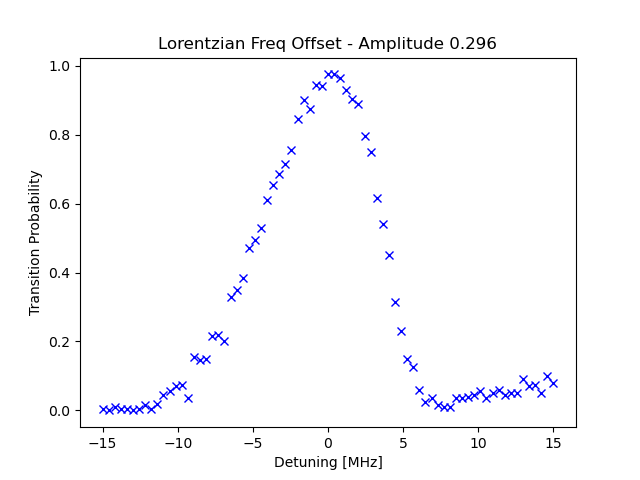 Lorentzian Freq Offset - Amplitude 0.296
Transition Probability
1.0
0.8
0.6
0.4
0.2
0.0
−15 −10 −5 0 5 10 15
Detuning [MHz]